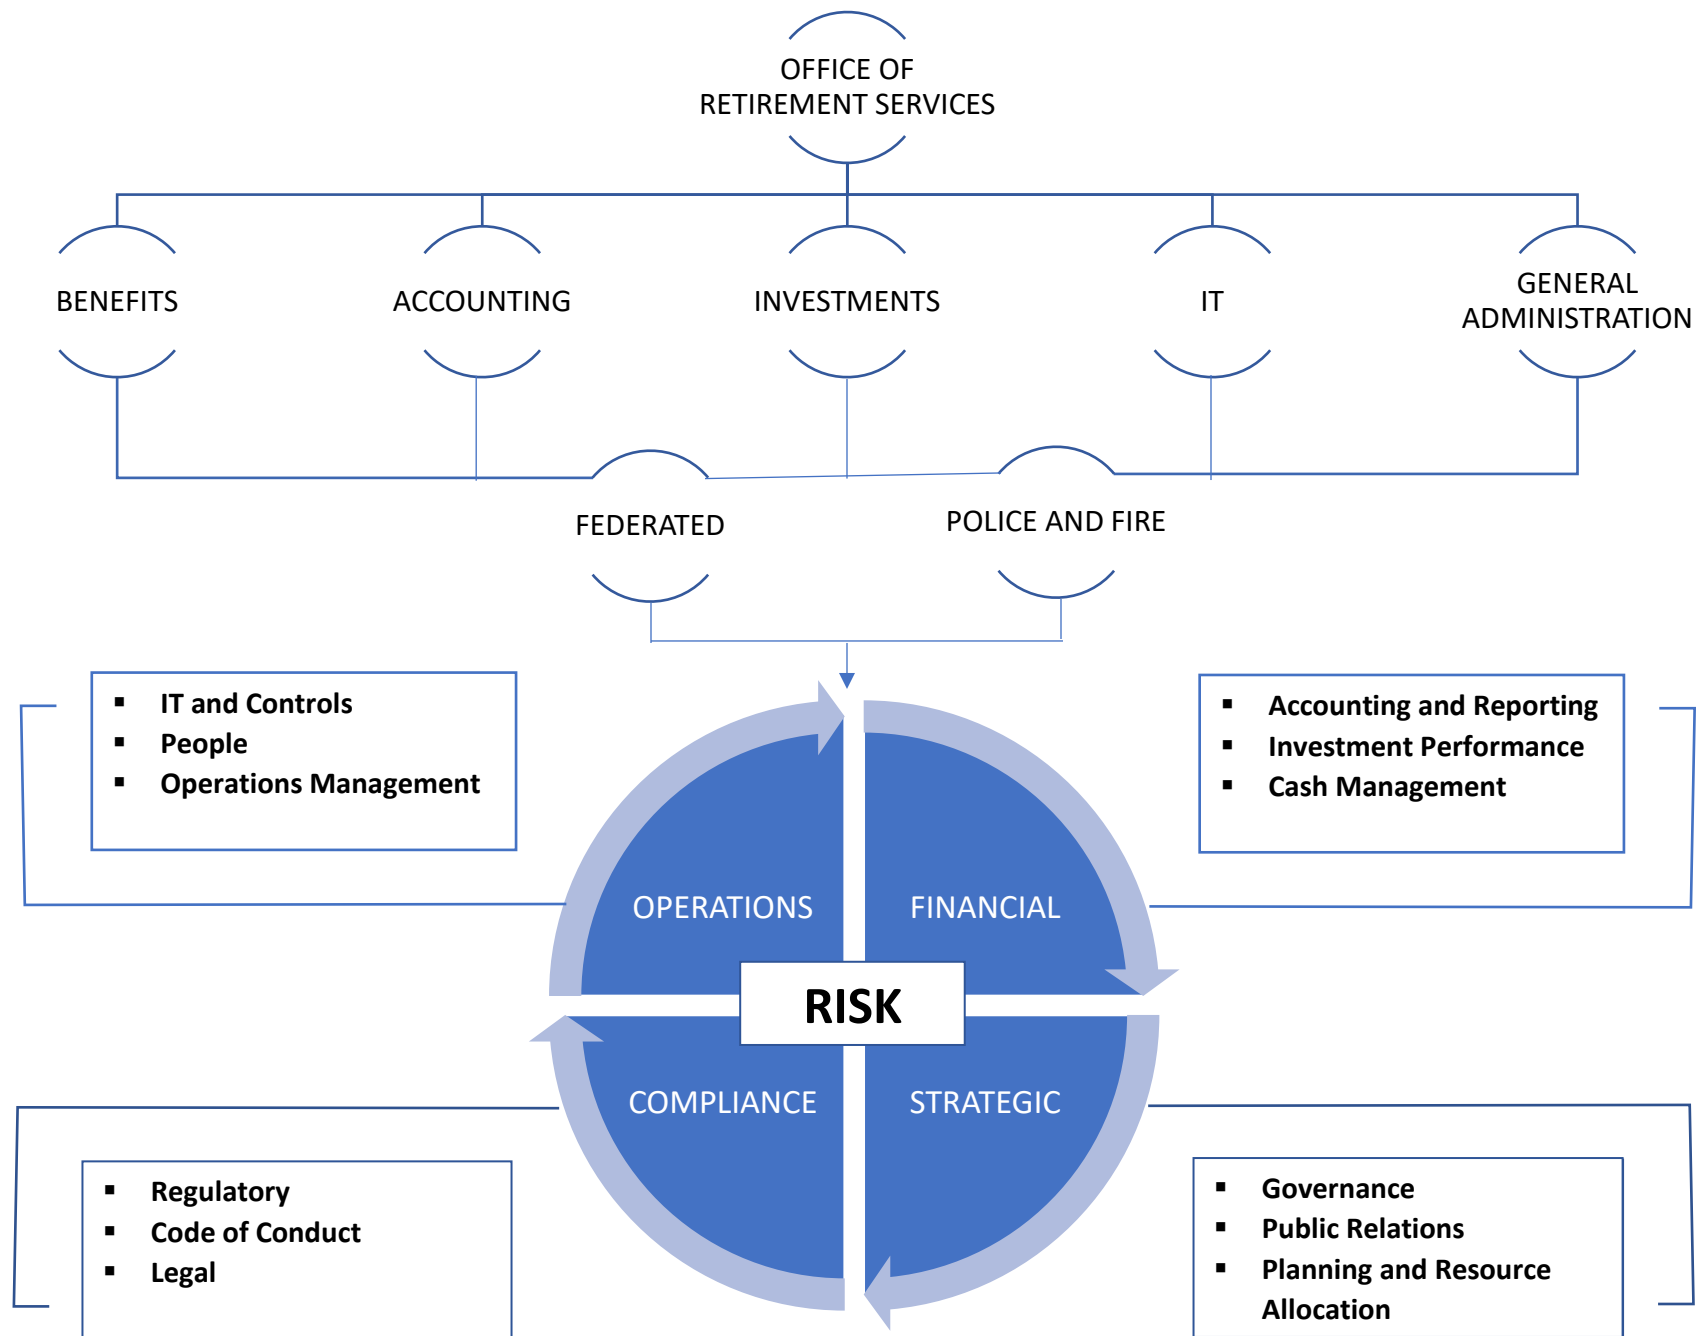 OFFICE OF
RETIREMENT SERVICES
BENEFITS
ACCOUNTING
INVESTMENTS
IT
GENERAL
ADMINISTRATION
FEDERATED
POLICE AND FIRE
▪ IT and Controls
▪ People
▪ Operations Management
▪ Accounting and Reporting
▪ Investment Performance
▪ Cash Management
OPERATIONS
FINANCIAL
RISK
COMPLIANCE
STRATEGIC
▪ Regulatory
▪ Code of Conduct
▪ Legal
▪ Governance
▪ Public Relations
▪ Planning and Resource
Allocation